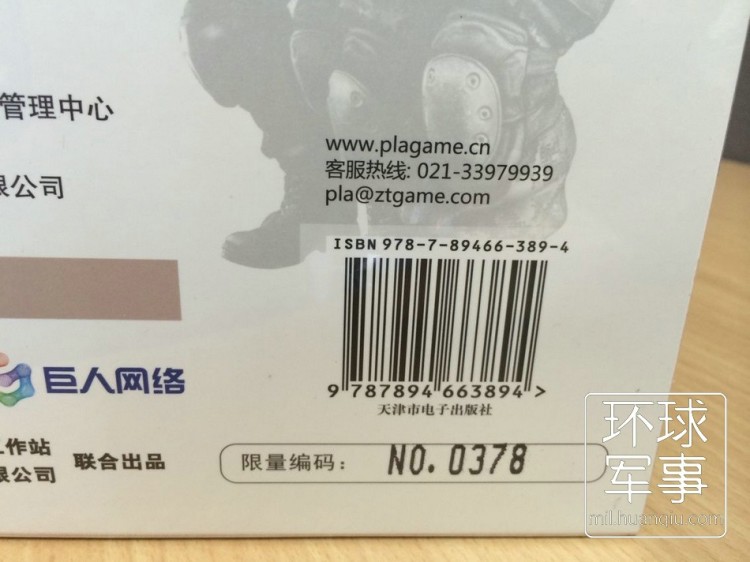 管理中心
限公司
www.plagame.cn
客服热线: 021-33979939
pla@ztgame.com
ISBN 978-7-89466-389-4
9 787894 663894 >
天津市电子出版社
巨人网络
工作站
有限公司
联合出品
限量编码: NO.0378
环球
军事
mil.huanqiu.com